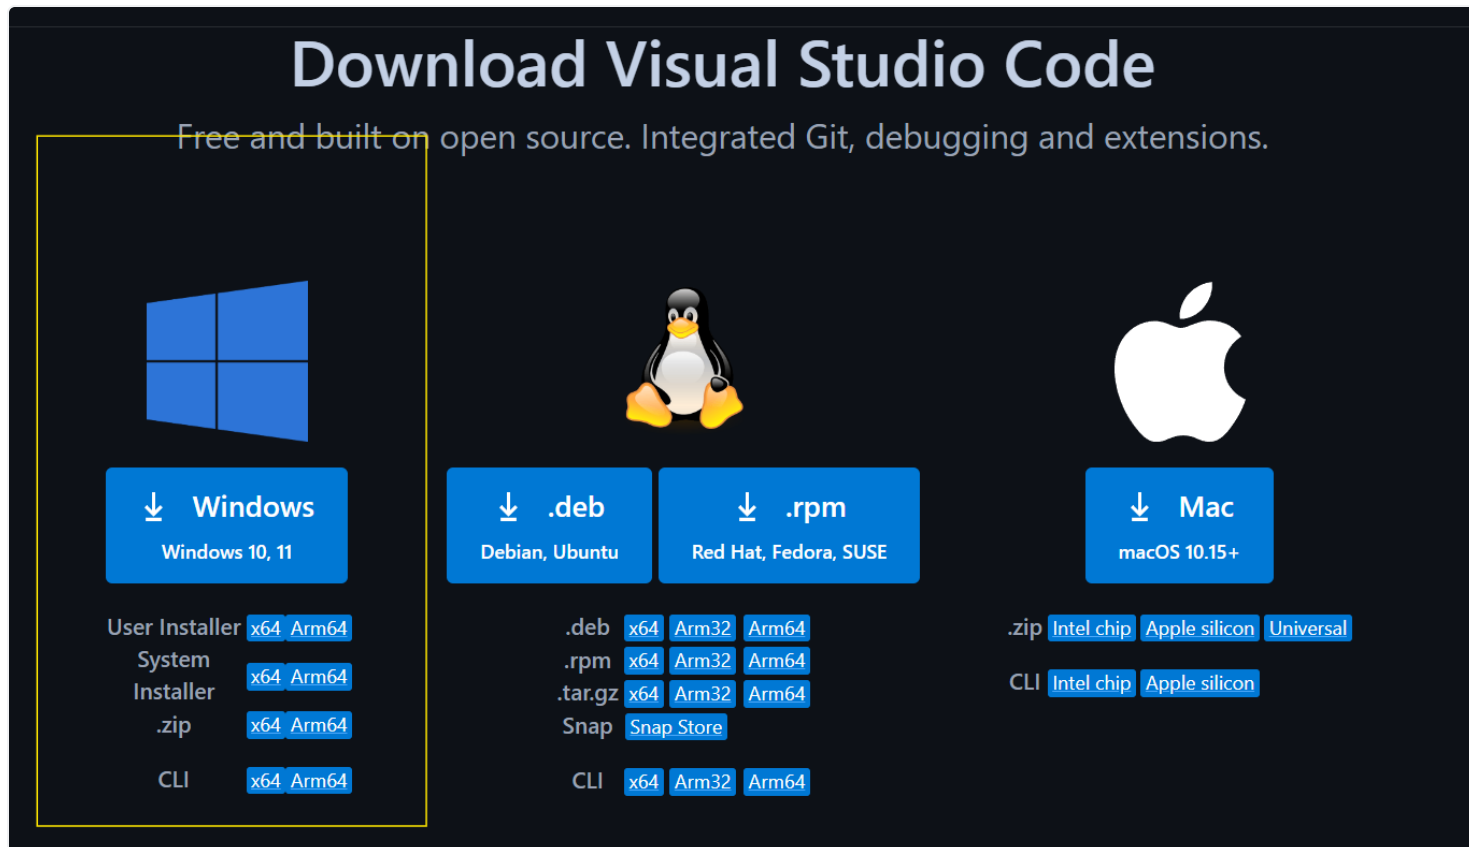 Download Visual Studio Code
Free and built on open source. Integrated Git, debugging and extensions.
Windows
Windows 10, 11
User Installer x64 Arm64
System
Installer x64 Arm64
.zip x64 Arm64
CLI x64 Arm64
.deb
Debian, Ubuntu
.rpm
Red Hat, Fedora, SUSE
.deb x64 Arm32 Arm64
.rpm x64 Arm32 Arm64
.tar.gz x64 Arm32 Arm64
Snap Snap Store
CLI x64 Arm32 Arm64
Mac
macOS 10.15+
.zip Intel chip Apple silicon Universal
CLI Intel chip Apple silicon